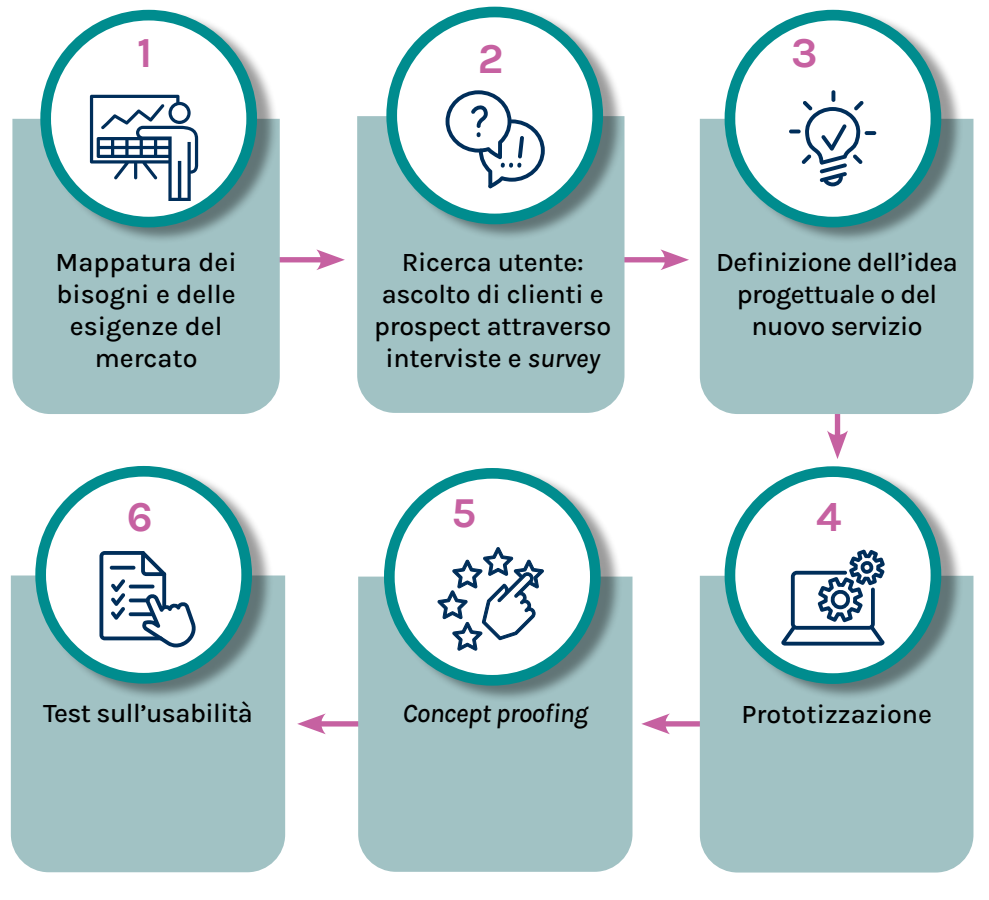 1
Mappatura dei
bisogni e delle
esigenze del
mercato
2
Ricerca utente:
ascolto di clienti e
prospect attraverso
interviste e survey
3
Definizione dell’idea
progettuale o del
nuovo servizio
4
Prototizzazione
5
Concept proofing
6
Test sull’usabilità